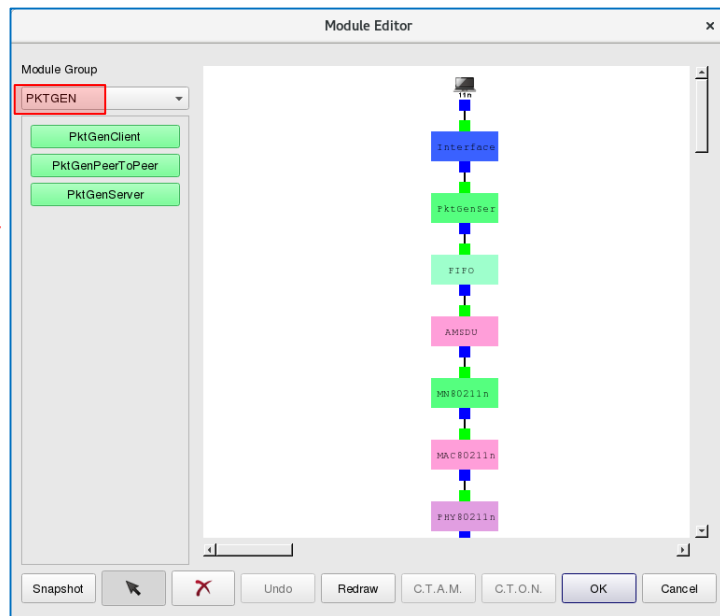 Module Editor
×
Module Group
PKTGEN
PktGenClient
PktGenPeerToPeer
PktGenServer
11n
Interface
PktGenSer
FIFO
AMSDU
MN80211n
MAC80211n
PHY80211n
Snapshot
Undo
Redraw
C.T.A.M.
C.T.O.N.
OK
Cancel